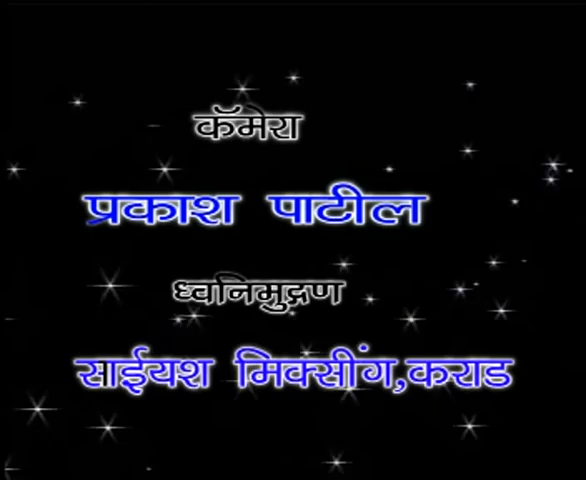 कॅमेरा
प्रकाश पाटील
ध्वनिमुद्रण
साईयश मिक्सींग,कराड